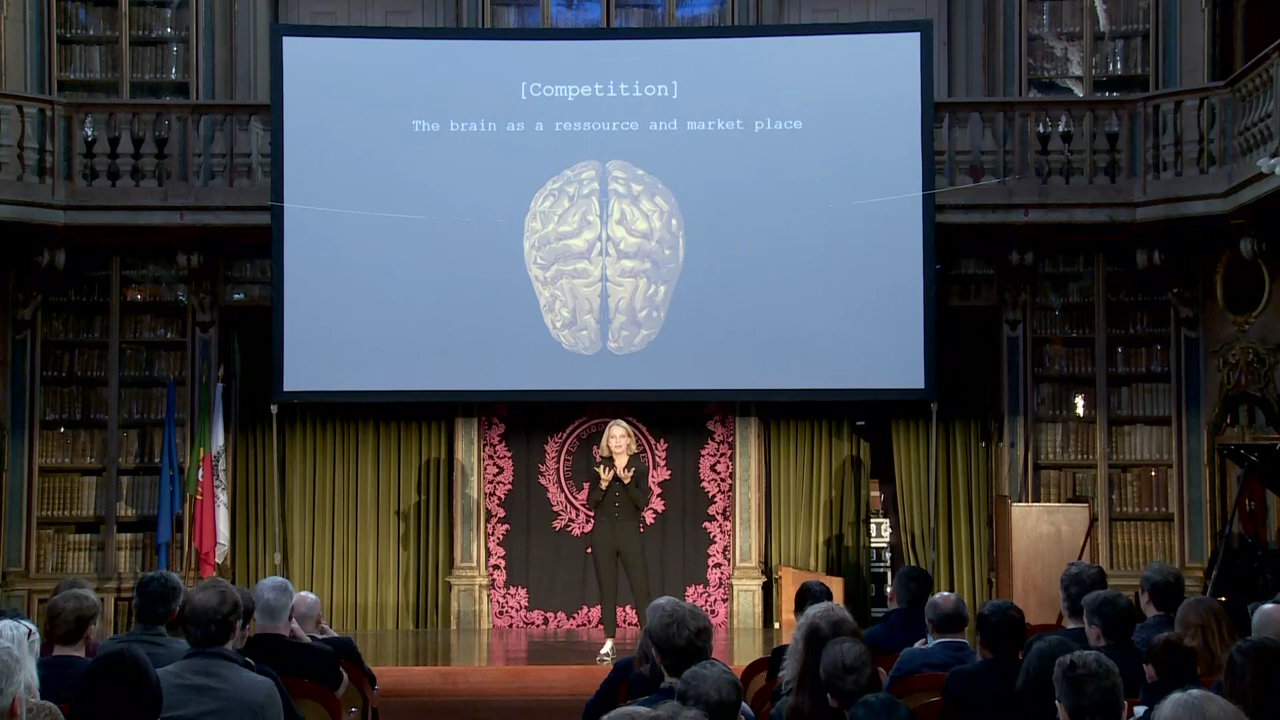 [Competition]
The brain as a ressource and market place